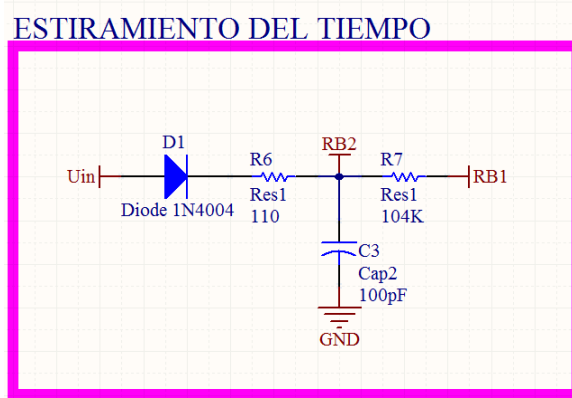 ESTIRAMIENTO DEL TIEMPO
D1
Uin
Diode 1N4004
R6
Res1
110
RB2
R7
Res1
104K
RB1
C3
Cap2
100pF
GND